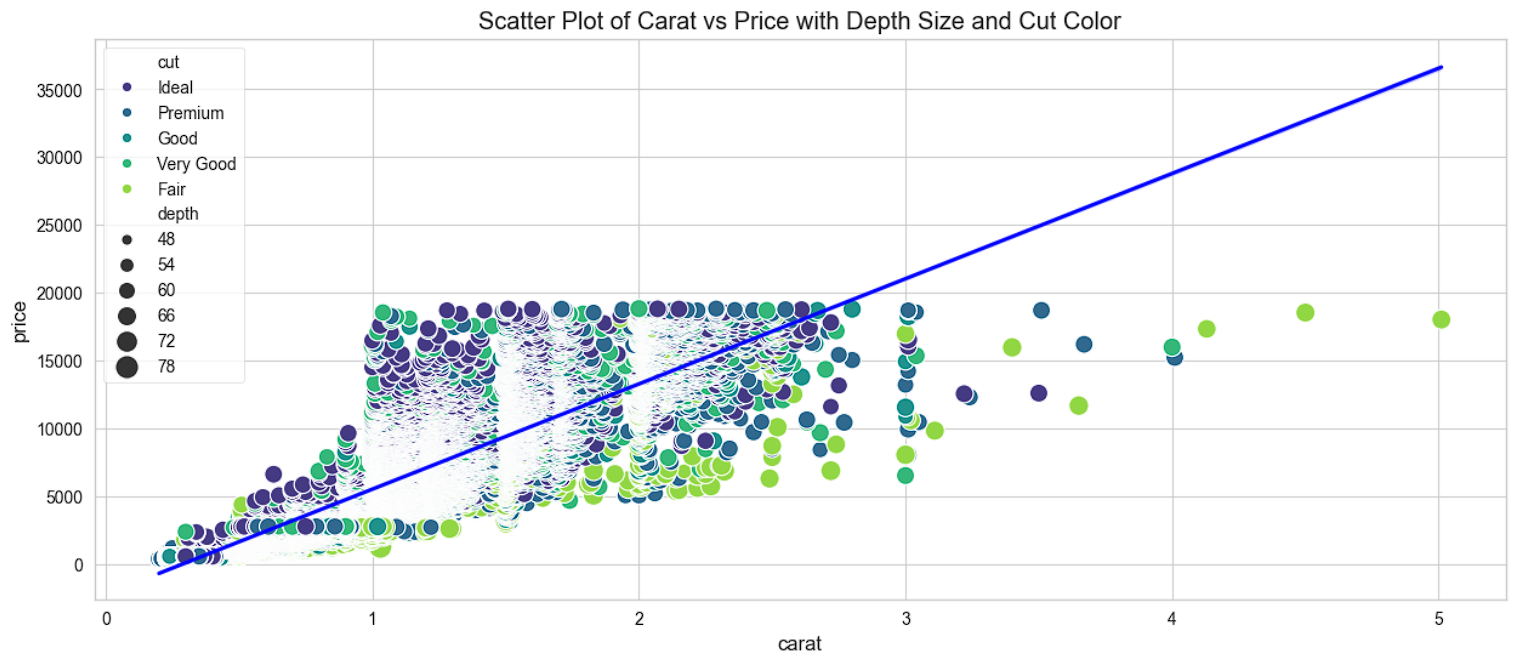 Scatter Plot of Carat vs Price with Depth Size and Cut Color
cut
Ideal
Premium
Good
Very Good
Fair
depth
48
54
60
66
72
78
35000
30000
25000
20000
15000
10000
5000
0
price
0 1 2 3 4 5
carat